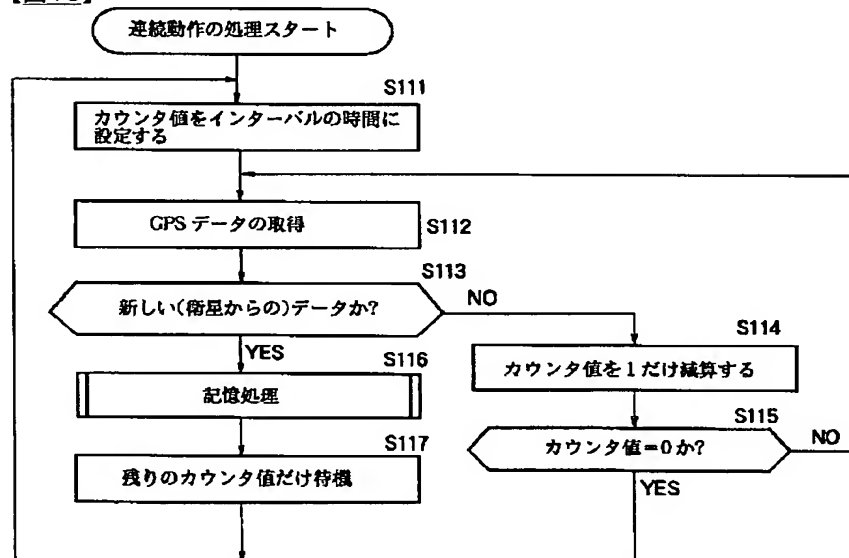 連続動作の処理スタート
S111
カウンタ値をインターバルの時間に
設定する
GPS データの取得
S112
S113
新しい(衛星からの)データか?
NO
YES
S114
カウンタ値を1だけ減算する
S116
記憶処理
S115
カウンタ値=0か?
NO
YES
S117
残りのカウンタ値だけ待機